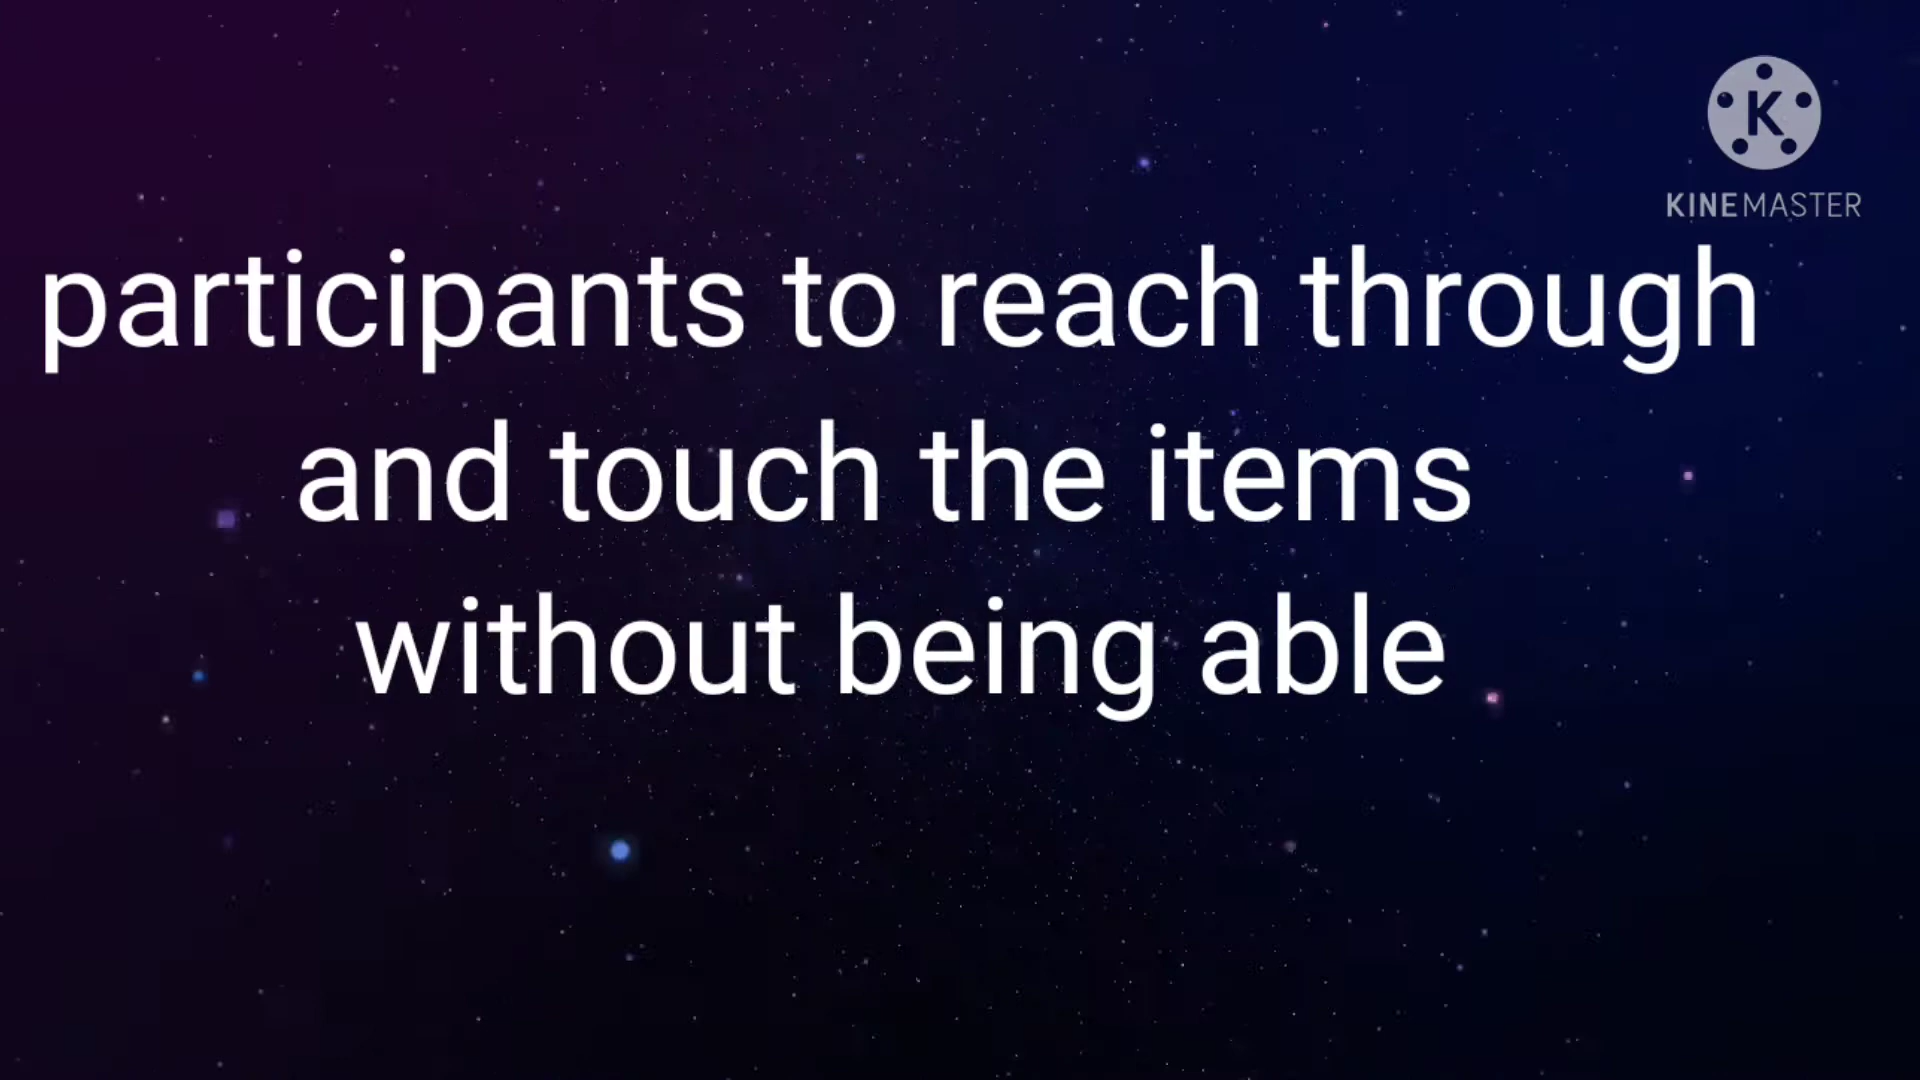 K
KINEMASTER
participants to reach through
and touch the items
without being able